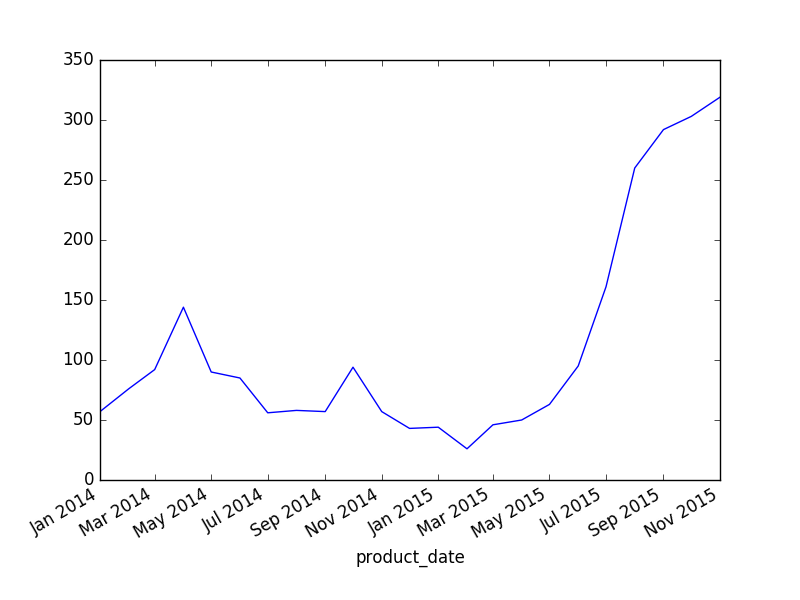 350
300
250
200
150
100
50
0
Jan 2014
Mar 2014
May 2014
Jul 2014
Sep 2014
Nov 2014
Jan 2015
Mar 2015
May 2015
Jul 2015
Sep 2015
Nov 2015
product_date